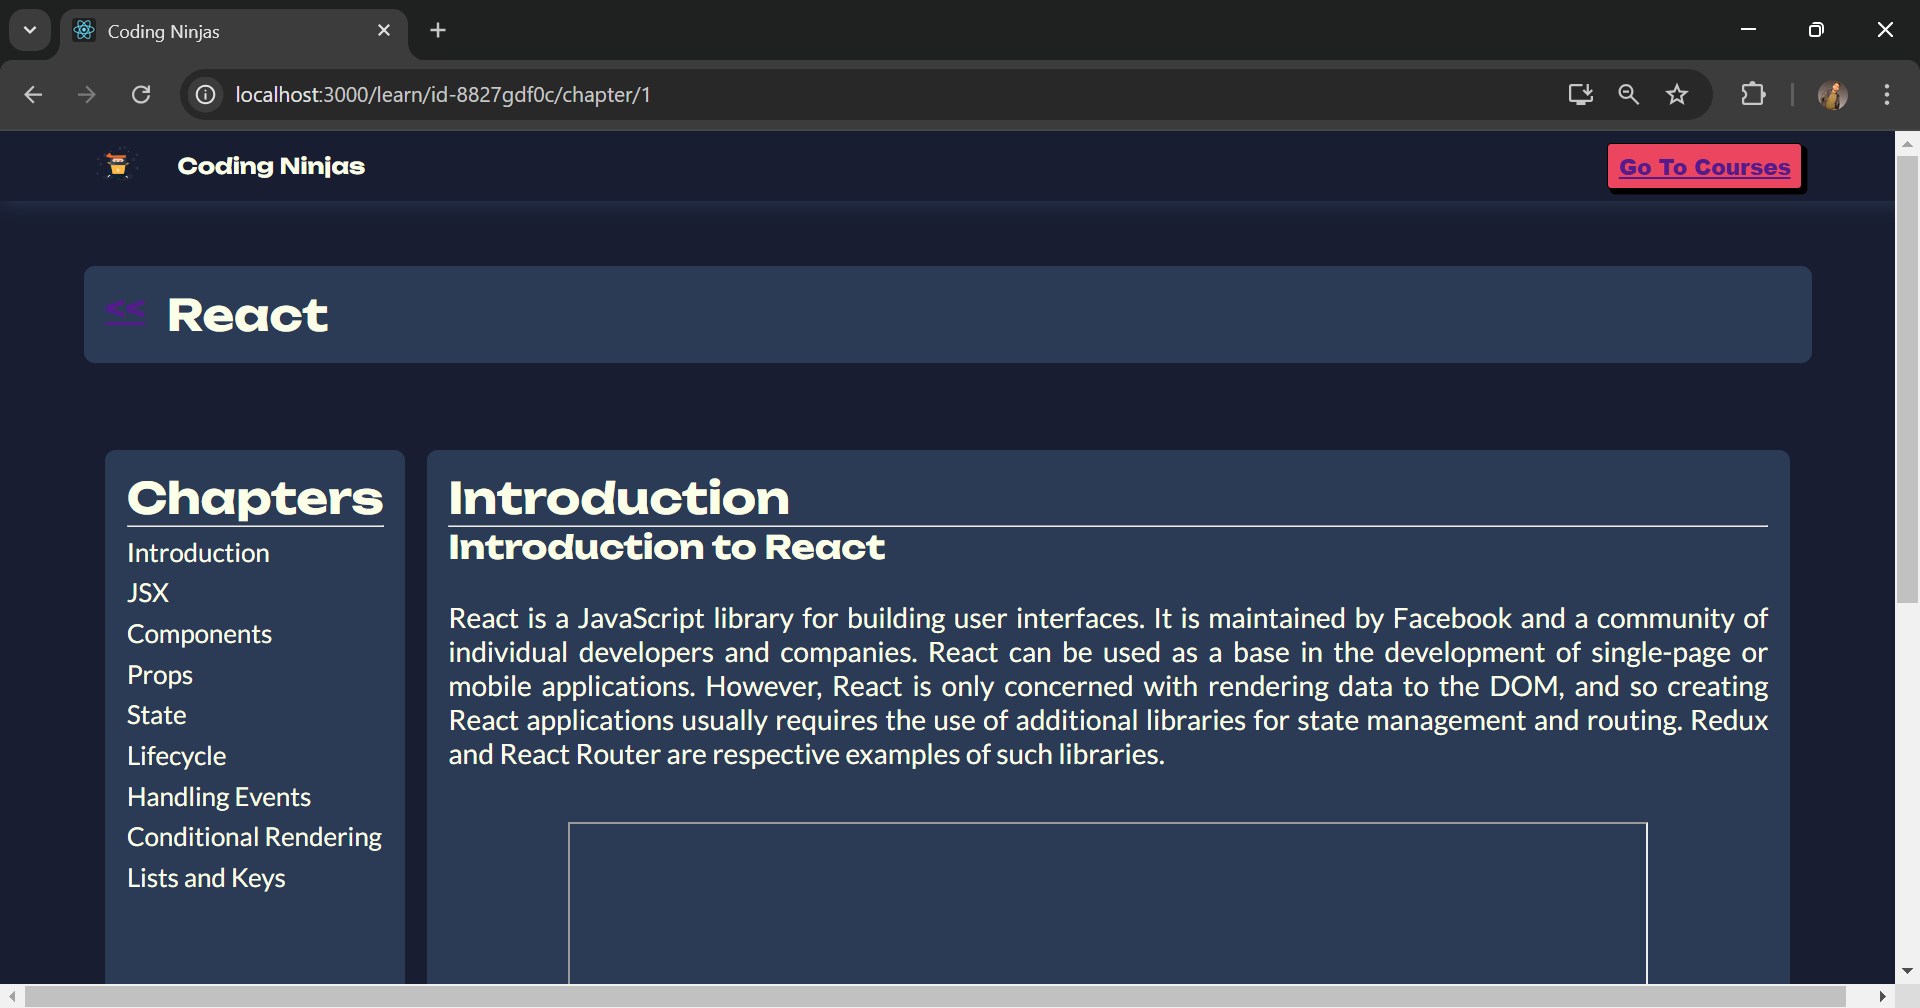 Coding Ninjas
localhost:3000/learn/id-8827gdf0c/chapter/1
Coding Ninjas
Go To Courses
<< React
Chapters
Introduction
JSX
Components
Props
State
Lifecycle
Handling Events
Conditional Rendering
Lists and Keys
Introduction
Introduction to React
React is a JavaScript library for building user interfaces. It is maintained by Facebook and a community of
individual developers and companies. React can be used as a base in the development of single-page or
mobile applications. However, React is only concerned with rendering data to the DOM, and so creating
React applications usually requires the use of additional libraries for state management and routing. Redux
and React Router are respective examples of such libraries.